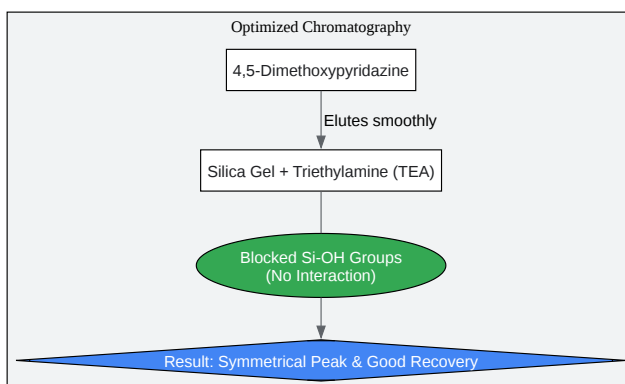 Optimized Chromatography
4,5-Dimethoxypyridazine
Elutes smoothly
Silica Gel + Triethylamine (TEA)
Blocked Si-OH Groups
(No Interaction)
Result: Symmetrical Peak & Good Recovery